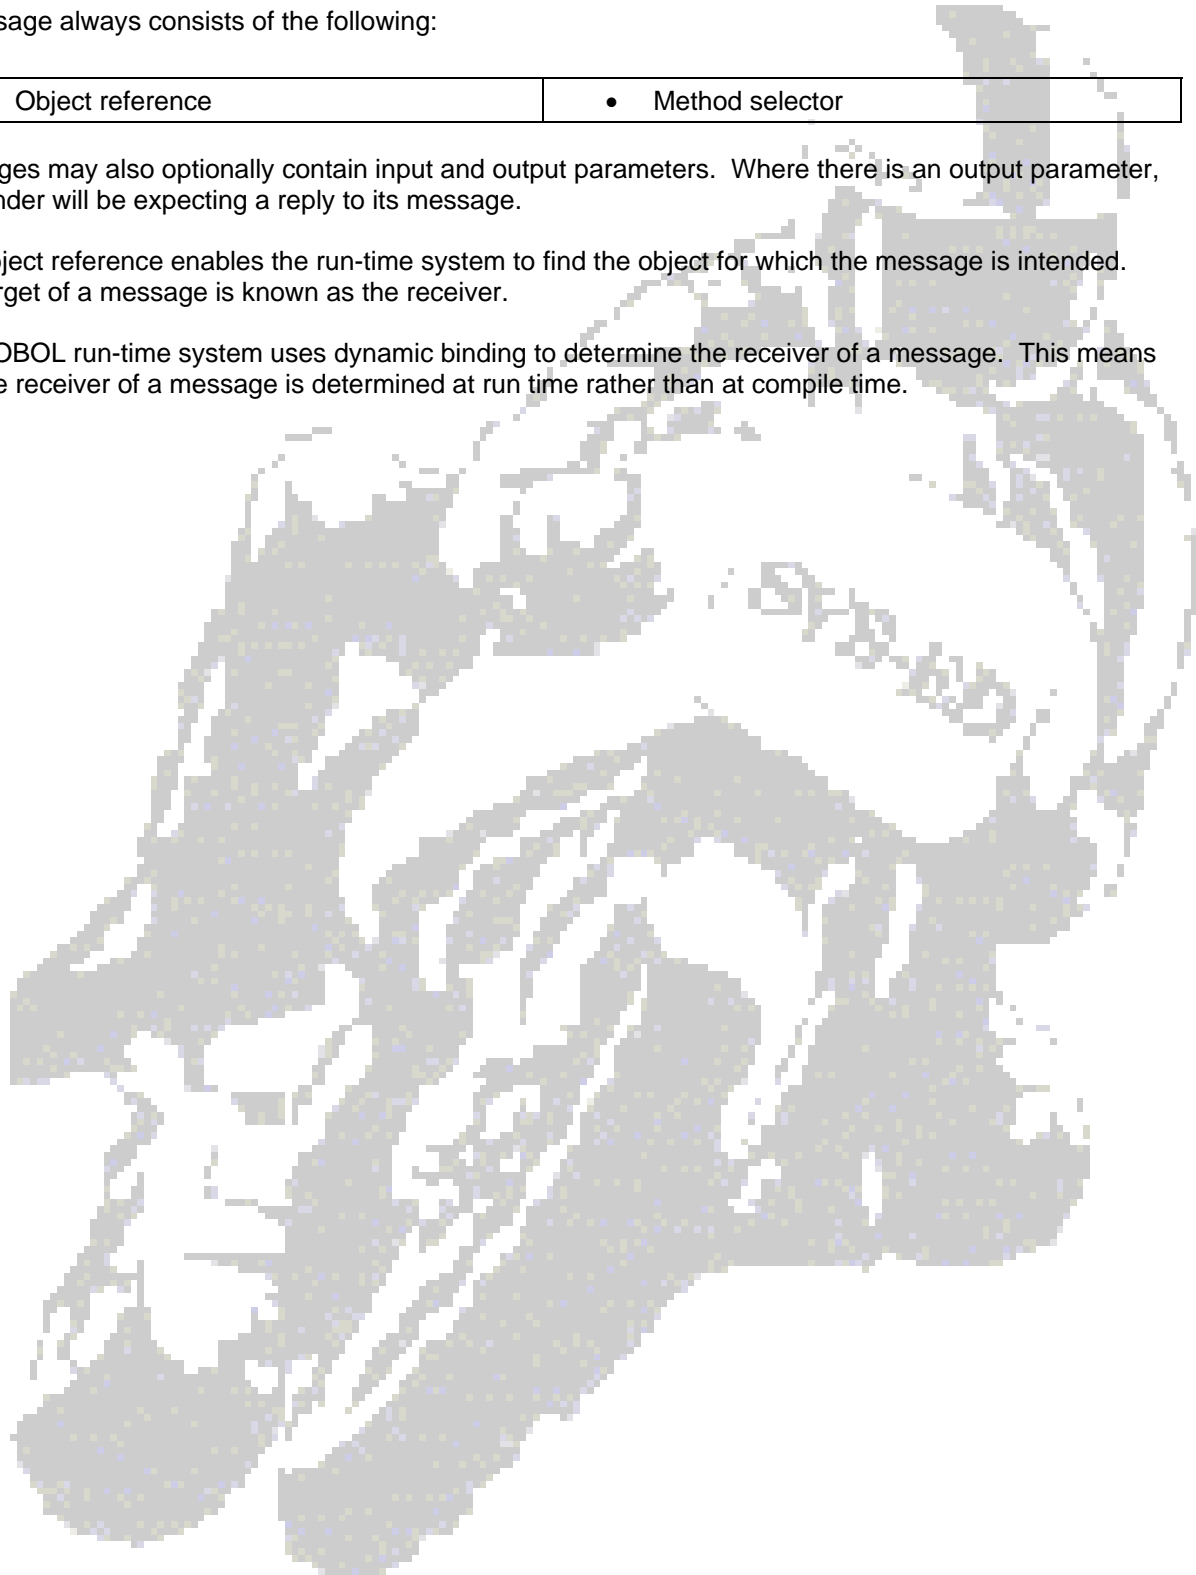 sage always consists of the following:
Object reference • Method selector
ges may also optionally contain input and output parameters. Where there is an output parameter,
nder will be expecting a reply to its message.
ject reference enables the run-time system to find the object for which the message is intended.
rget of a message is known as the receiver.
OBOL run-time system uses dynamic binding to determine the receiver of a message. This means
e receiver of a message is determined at run time rather than at compile time.